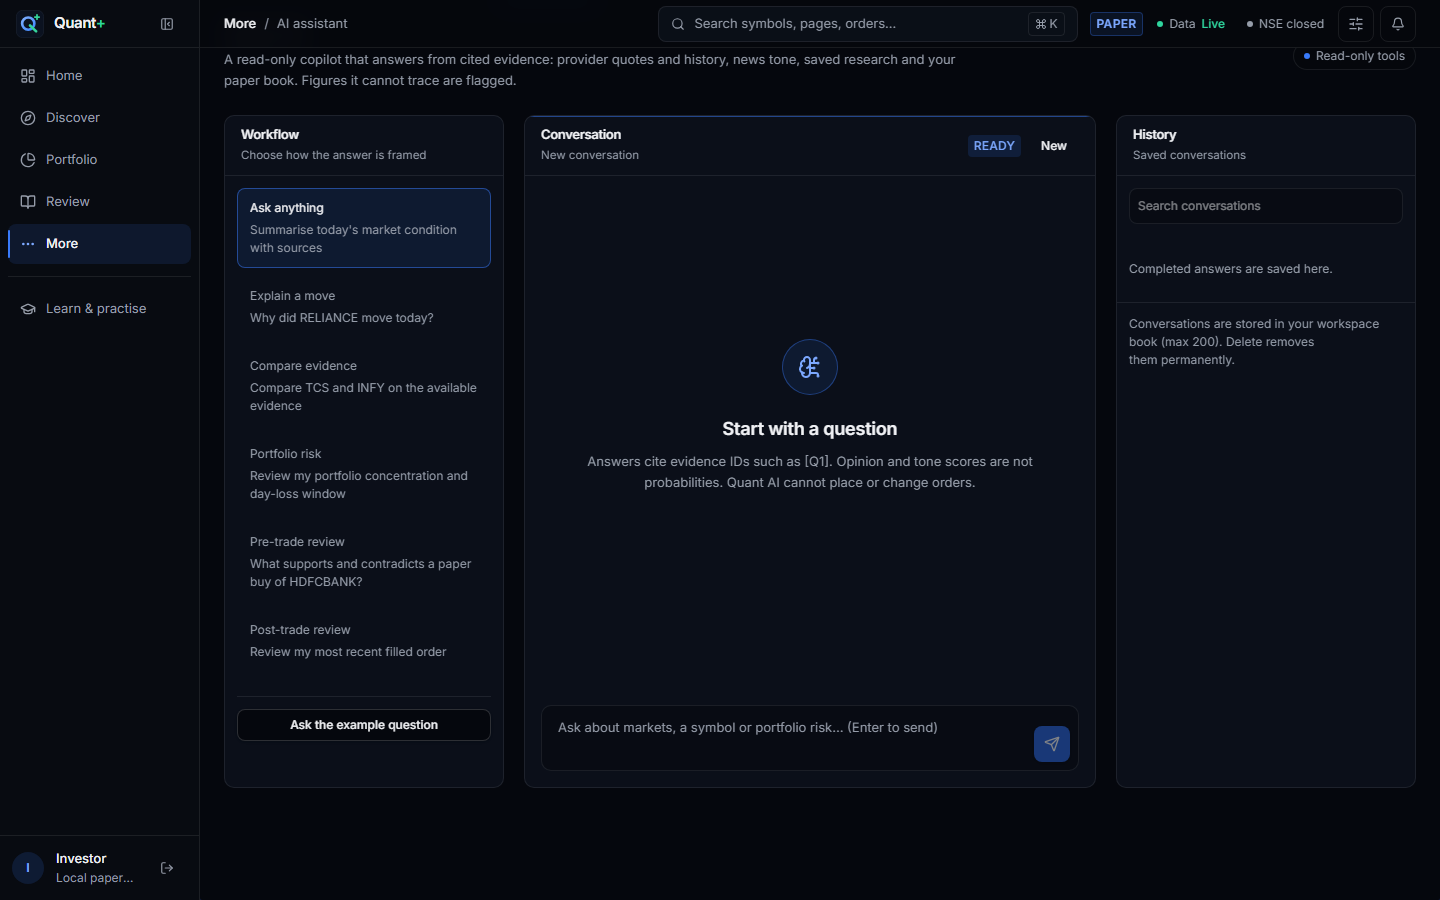 Quant+
More / AI assistant
Search symbols, pages, orders...
⌘ K
PAPER
Data Live
NSE closed
Home
Discover
Portfolio
Review
More
Learn & practise
A read-only copilot that answers from cited evidence: provider quotes and history, news tone, saved research and your
paper book. Figures it cannot trace are flagged.
Read-only tools
Workflow
Choose how the answer is framed
Ask anything
Summarise today's market condition
with sources
Explain a move
Why did RELIANCE move today?
Compare evidence
Compare TCS and INFY on the available
evidence
Portfolio risk
Review my portfolio concentration and
day-loss window
Pre-trade review
What supports and contradicts a paper
buy of HDFCBANK?
Post-trade review
Review my most recent filled order
Ask the example question
Conversation
New conversation
READY
New
Start with a question
Answers cite evidence IDs such as [Q1]. Opinion and tone scores are not
probabilities. Quant AI cannot place or change orders.
Ask about markets, a symbol or portfolio risk... (Enter to send)
History
Saved conversations
Search conversations
Completed answers are saved here.
Conversations are stored in your workspace
book (max 200). Delete removes
them permanently.
I
Investor
Local paper...